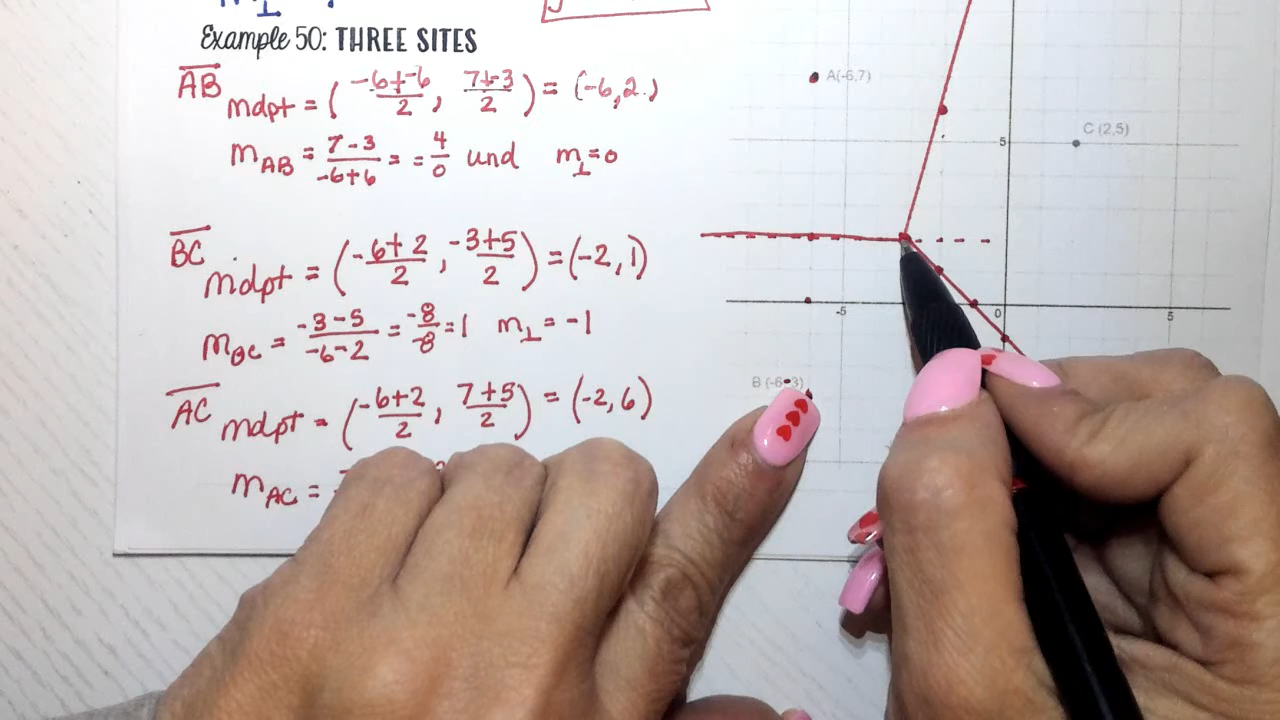 Example 50: THREE SITES
AB mdpt = (-6+-6/2, 7+-3/2) = (-6, 2)
m AB = 7-3/-6+6 = = 4/0 und m⊥=0
BC mdpt = (-6+2/2, -3+5/2) = (-2, 1)
m BC = -3-5/-6-2 = -8/-8 = 1 m⊥ = -1
AC mdpt = (-6+2/2, 7+5/2) = (-2, 6)
m AC =
A(-6,7)
C (2,5)
5
-5
0
5
B (-6-3)